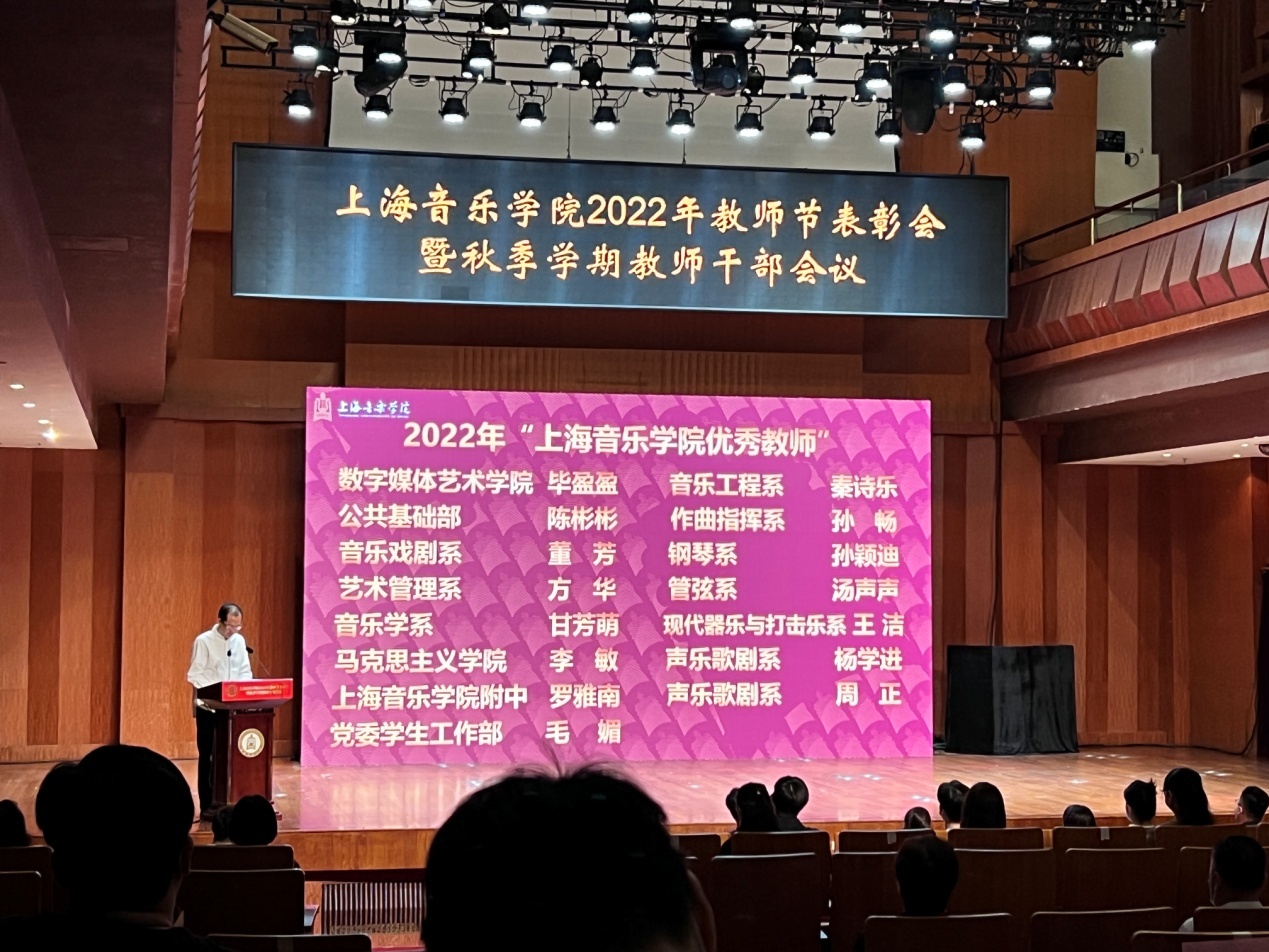 上海音乐学院2022年教师节表彰会
暨秋季学期教师干部会议
上海音乐学院
2022年“上海音乐学院优秀教师”
数字媒体艺术学院 毕盈盈 音乐工程系 秦诗乐
公共基础部 陈彬彬 作曲指挥系 孙 畅
音乐戏剧系 董 芳 钢琴系 孙颖迪
艺术管理系 方 华 管弦系 汤声声
音乐学系 甘芳萌 现代器乐与打击乐系 王 洁
马克思主义学院 李 敏 声乐歌剧系 杨学进
上海音乐学院附中 罗雅南 声乐歌剧系 周 正
党委学生工作部 毛 媚